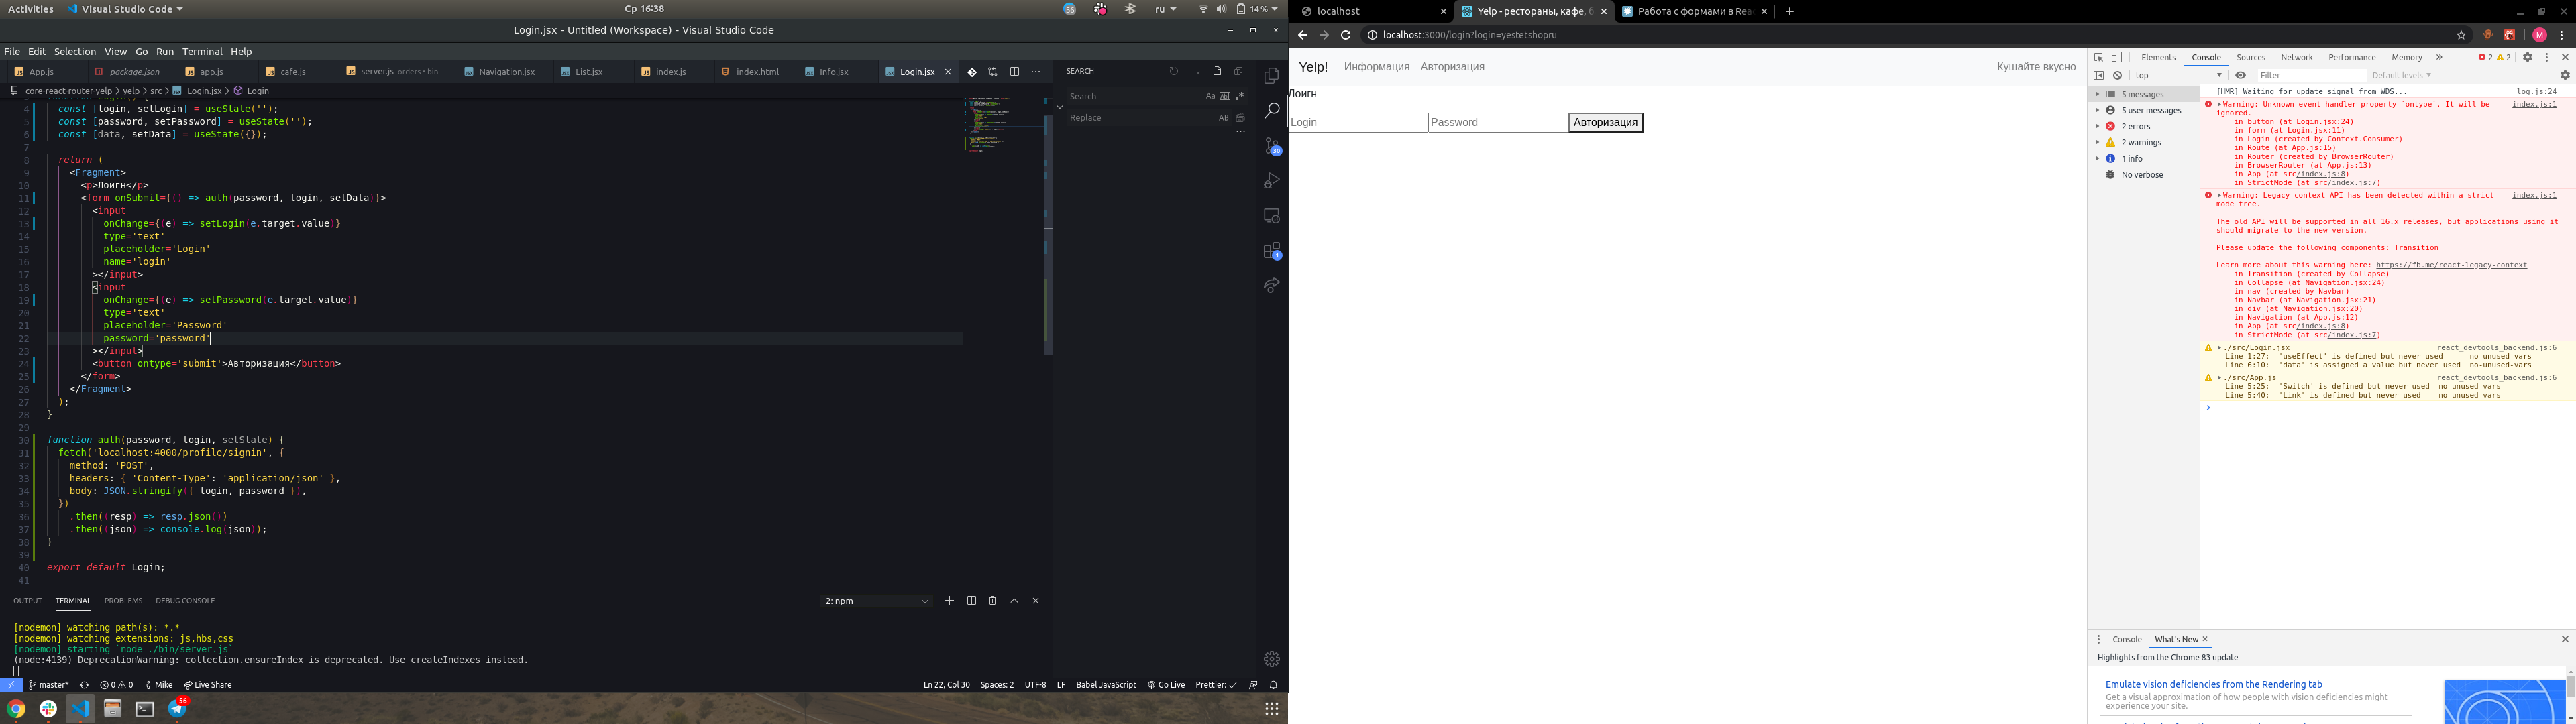 Activities Visual Studio Code Ср 16:38 56 ru 14 %
Login.jsx - Untitled (Workspace) - Visual Studio Code
File Edit Selection View Go Run Terminal Help
App.js package.json app.js cafe.js server.js orders • bin Navigation.jsx List.jsx index.js index.html Info.jsx Login.jsx
core-react-router-yelp > yelp > src > Login.jsx > Login
4 const [login, setLogin] = useState('');
5 const [password, setPassword] = useState('');
6 const [data, setData] = useState({});
7
8 return (
9 <Fragment>
10 <p>Лоигн</p>
11 <form onSubmit={() => auth(password, login, setData)}>
12 <input
13 onChange={(e) => setLogin(e.target.value)}
14 type='text'
15 placeholder='Login'
16 name='login'
17 ></input>
18 <input
19 onChange={(e) => setPassword(e.target.value)}
20 type='text'
21 placeholder='Password'
22 password='password'
23 ></input>
24 <button ontype='submit'>Авторизация</button>
25 </form>
26 </Fragment>
27 );
28 }
29
30 function auth(password, login, setState) {
31 fetch('localhost:4000/profile/signin', {
32 method: 'POST',
33 headers: { 'Content-Type': 'application/json' },
34 body: JSON.stringify({ login, password }),
35 })
36 .then((resp) => resp.json())
37 .then((json) => console.log(json));
38 }
39
40 export default Login;
41
SEARCH
Search Aa Abl .*
Replace AB
30
1
OUTPUT TERMINAL PROBLEMS DEBUG CONSOLE 2: npm
[nodemon] watching path(s): *.*
[nodemon] watching extensions: js,hbs,css
[nodemon] starting `node ./bin/server.js`
(node:4139) DeprecationWarning: collection.ensureIndex is deprecated. Use createIndexes instead.
master* 0 0 Mike Live Share Ln 22, Col 30 Spaces: 2 UTF-8 LF Babel JavaScript Go Live Prettier: ✓
56
localhost Yelp - рестораны, кафе, б Работа с формами в Rea
localhost:3000/login?login=yestetshopru M
Yelp! Информация Авторизация Кушайте вкусно
Лоигн
Login Password Авторизация
Elements Console Sources Network Performance Memory » 2 2
top Filter Default levels
5 messages
5 user messages
2 errors
2 warnings
1 info
No verbose
[HMR] Waiting for update signal from WDS... log.js:24
Warning: Unknown event handler property `ontype`. It will be index.js:1
ignored.
in button (at Login.jsx:24)
in form (at Login.jsx:11)
in Login (created by Context.Consumer)
in Route (at App.js:15)
in Router (created by BrowserRouter)
in BrowserRouter (at App.js:13)
in App (at src/index.js:8)
in StrictMode (at src/index.js:7)
Warning: Legacy context API has been detected within a strict- index.js:1
mode tree.
The old API will be supported in all 16.x releases, but applications using it
should migrate to the new version.
Please update the following components: Transition
Learn more about this warning here: https://fb.me/react-legacy-context
in Transition (created by Collapse)
in Collapse (at Navigation.jsx:24)
in nav (created by Navbar)
in Navbar (at Navigation.jsx:21)
in div (at Navigation.jsx:20)
in Navigation (at App.js:12)
in App (at src/index.js:8)
in StrictMode (at src/index.js:7)
./src/Login.jsx react_devtools_backend.js:6
Line 1:27: 'useEffect' is defined but never used no-unused-vars
Line 6:10: 'data' is assigned a value but never used no-unused-vars
./src/App.js react_devtools_backend.js:6
Line 5:25: 'Switch' is defined but never used no-unused-vars
Line 5:40: 'Link' is defined but never used no-unused-vars
Console What's New
Highlights from the Chrome 83 update
Emulate vision deficiencies from the Rendering tab
Get a visual approximation of how people with vision deficiencies might
experience your site.